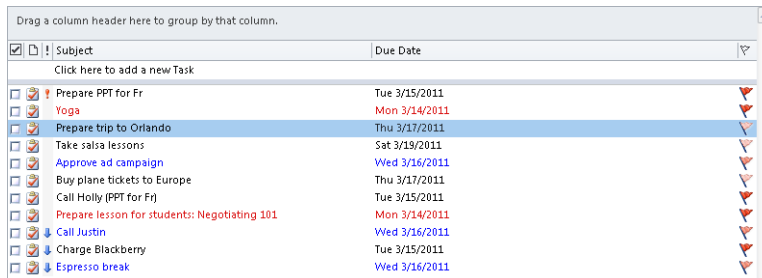 Drag a column header here to group by that column.
! Subject Due Date
Click here to add a new Task
! Prepare PPT for Fr Tue 3/15/2011
Yoga Mon 3/14/2011
Prepare trip to Orlando Thu 3/17/2011
Take salsa lessons Sat 3/19/2011
Approve ad campaign Wed 3/16/2011
Buy plane tickets to Europe Thu 3/17/2011
Call Holly (PPT for Fr) Tue 3/15/2011
Prepare lesson for students: Negotiating 101 Mon 3/14/2011
Call Justin Wed 3/16/2011
Charge Blackberry Tue 3/15/2011
Espresso break Wed 3/16/2011